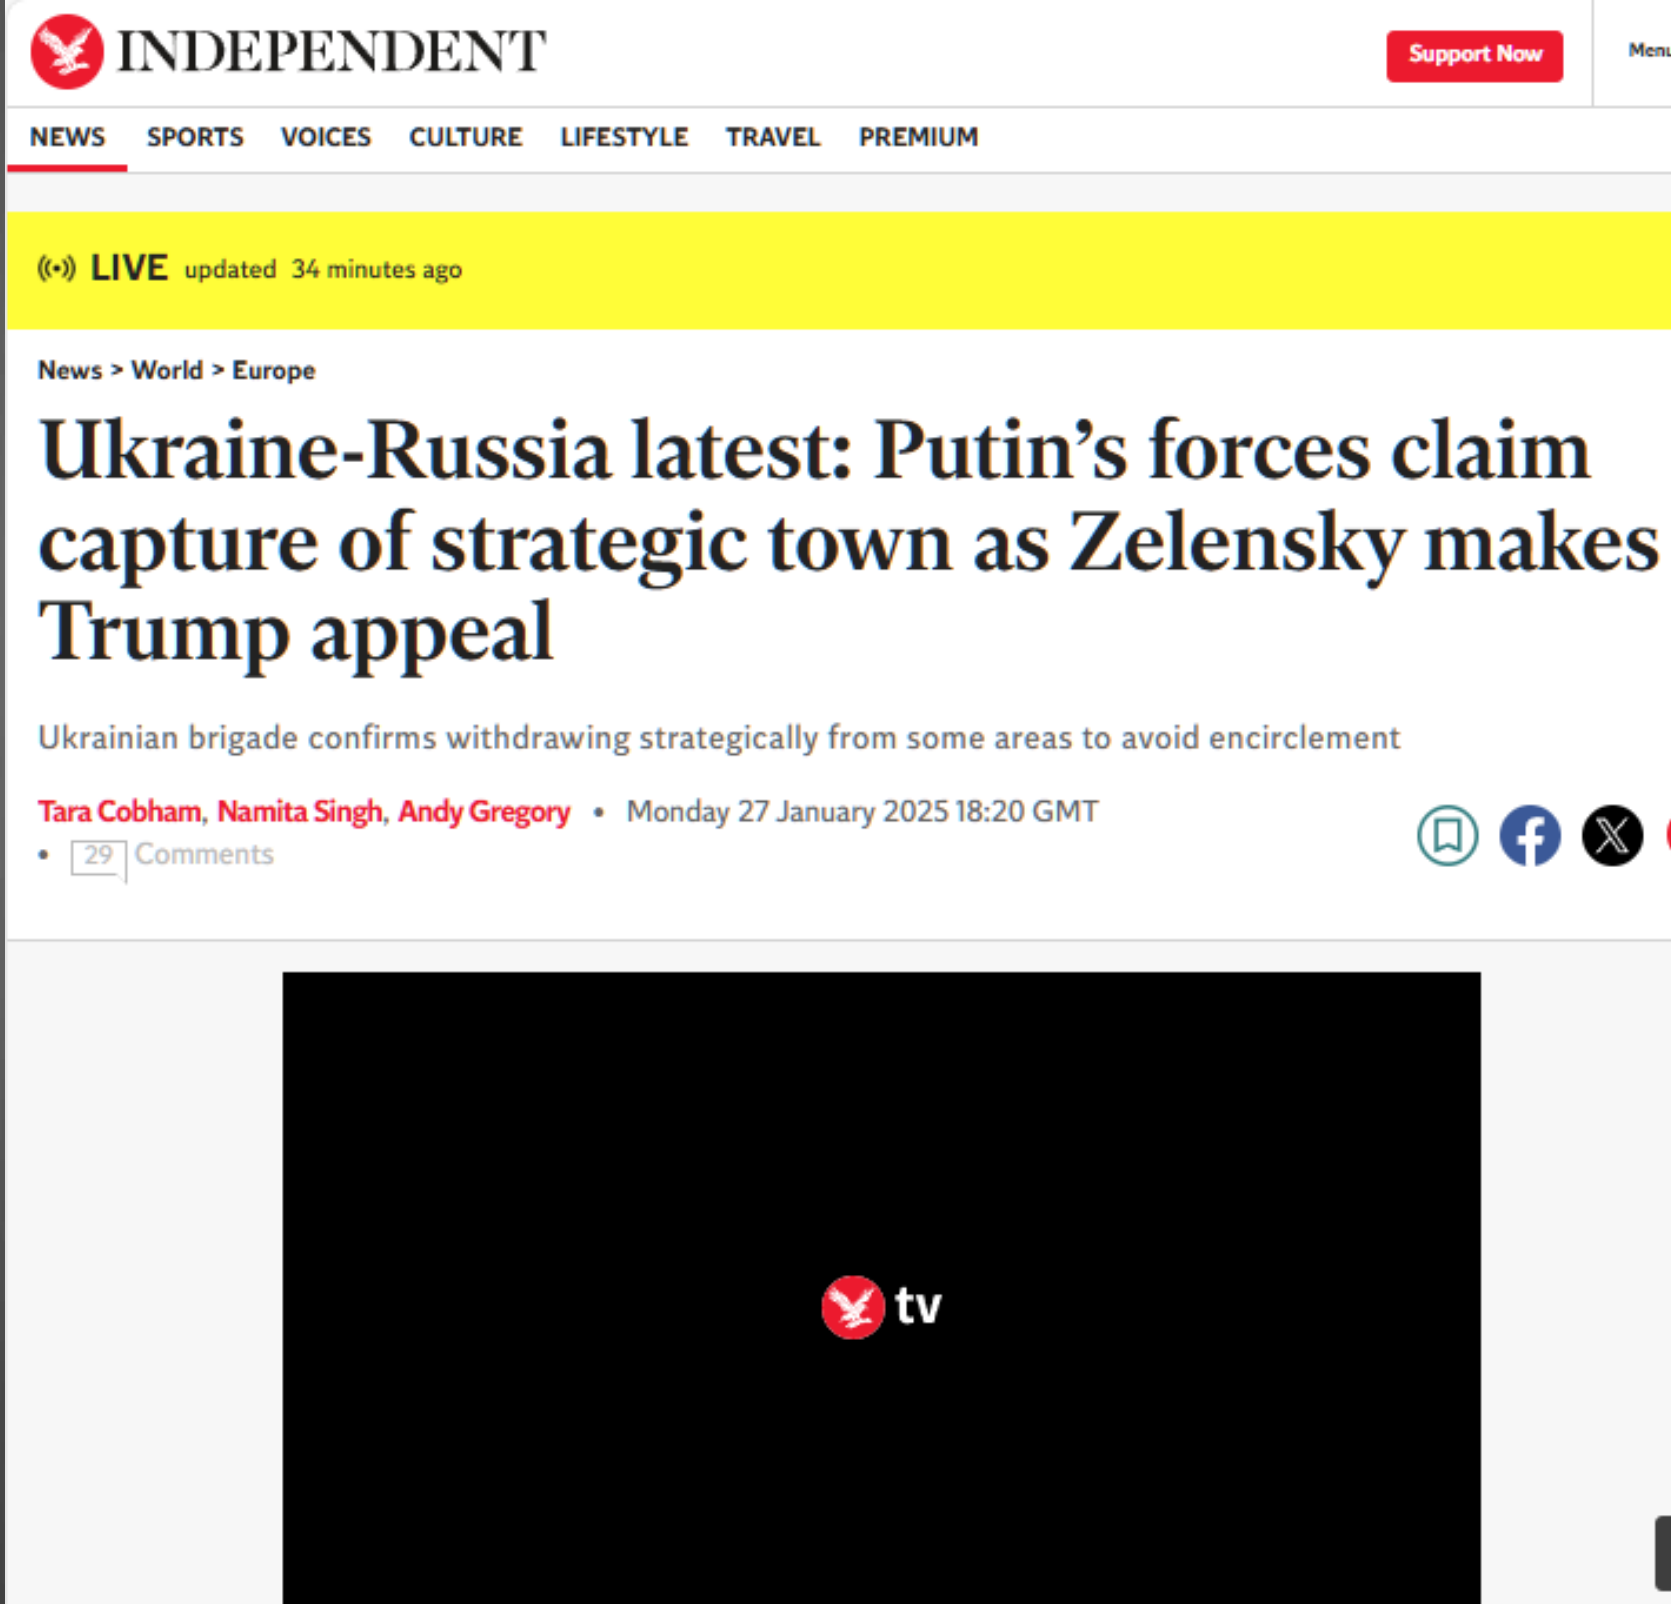 INDEPENDENT
Support Now
Menu
NEWS SPORTS VOICES CULTURE LIFESTYLE TRAVEL PREMIUM
LIVE updated 34 minutes ago
News > World > Europe
Ukraine-Russia latest: Putin’s forces claim
capture of strategic town as Zelensky makes
Trump appeal
Ukrainian brigade confirms withdrawing strategically from some areas to avoid encirclement
Tara Cobham, Namita Singh, Andy Gregory • Monday 27 January 2025 18:20 GMT
• 29 Comments
tv